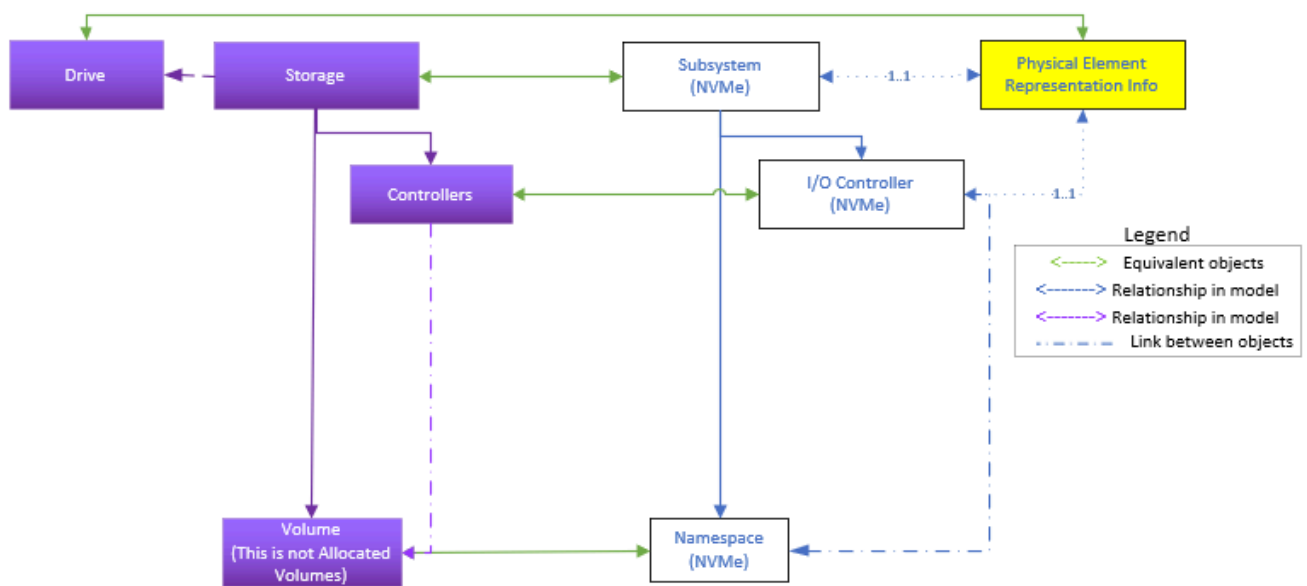 Drive
Storage
Subsystem
(NVMe)
1..1
Physical Element
Representation Info
Controllers
I/O Controller
(NVMe)
1..1
Legend
Equivalent objects
Relationship in model
Relationship in model
Link between objects
Volume
(This is not Allocated
Volumes)
Namespace
(NVMe)